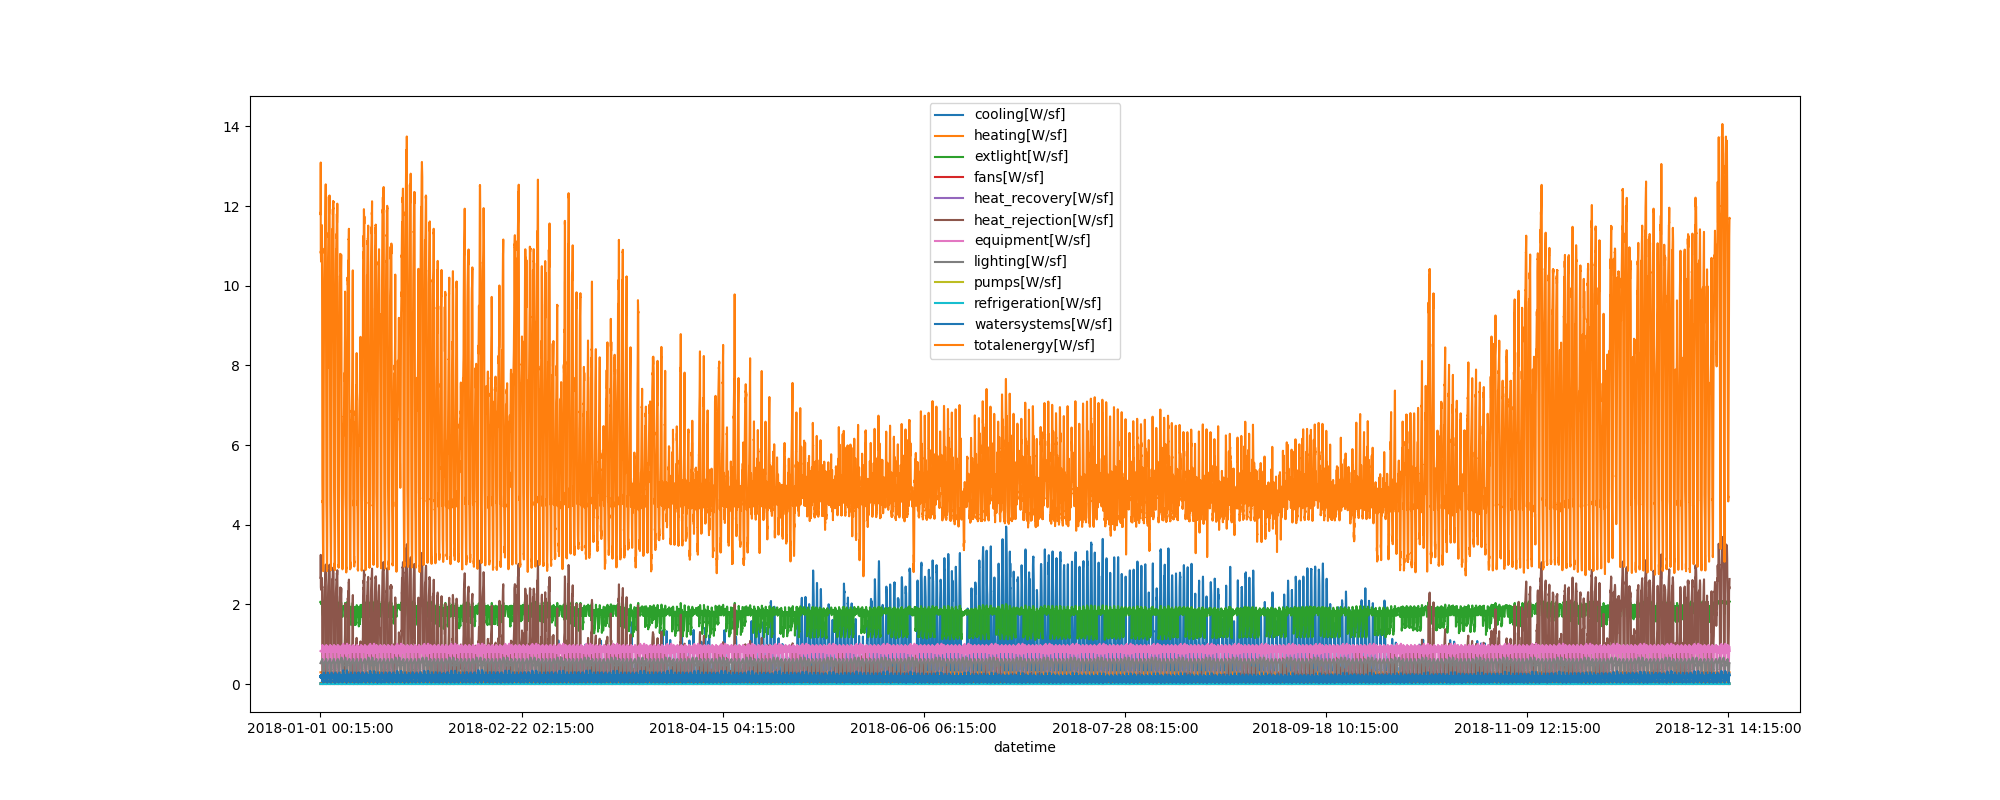 14
12
10
8
6
4
2
0
cooling[W/sf]
heating[W/sf]
extlight[W/sf]
fans[W/sf]
heat_recovery[W/sf]
heat_rejection[W/sf]
equipment[W/sf]
lighting[W/sf]
pumps[W/sf]
refrigeration[W/sf]
watersystems[W/sf]
totalenergy[W/sf]
2018-01-01 00:15:00 2018-02-22 02:15:00 2018-04-15 04:15:00 2018-06-06 06:15:00 2018-07-28 08:15:00 2018-09-18 10:15:00 2018-11-09 12:15:00 2018-12-31 14:15:00
datetime